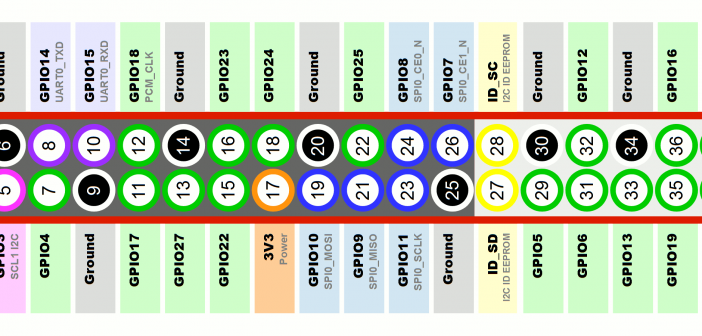 Ground
GPIO14
UART0_TXD
GPIO15
UART0_RXD
GPIO18
PCM_CLK
Ground
GPIO23
GPIO24
Ground
GPIO25
GPIO8
SPI0_CE0_N
GPIO7
SPI0_CE1_N
ID_SC
I2C ID EEPROM
Ground
GPIO12
Ground
GPIO16
6 8 10 12 14 16 18 20 22 24 26 28 30 32 34 36
5 7 9 11 13 15 17 19 21 23 25 27 29 31 33 35
GPIO3
SCL1 I2C
GPIO4
Ground
GPIO17
GPIO27
GPIO22
3V3
Power
GPIO10
SPI0_MOSI
GPIO9
SPI0_MISO
GPIO11
SPI0_SCLK
Ground
ID_SD
I2C ID EEPROM
GPIO5
GPIO6
GPIO13
GPIO19